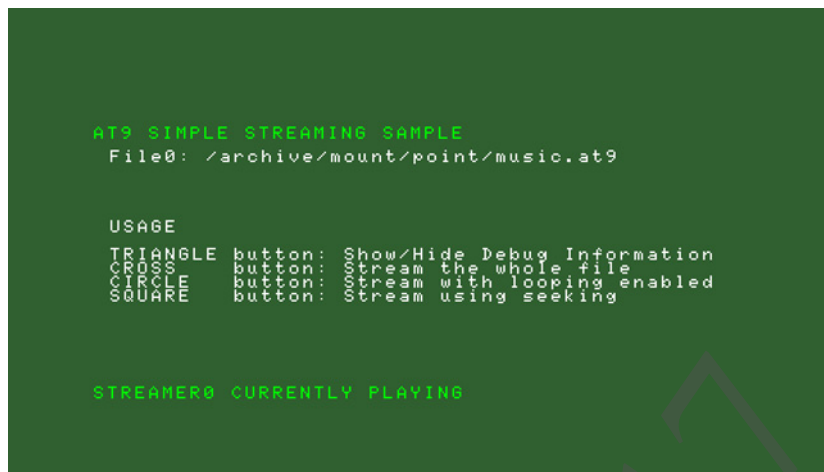 AT9 SIMPLE STREAMING SAMPLE
File0: /archive/mount/point/music.at9
USAGE
TRIANGLE button: Show/Hide Debug Information
CROSS button: Stream the whole file
CIRCLE button: Stream with looping enabled
SQUARE button: Stream using seeking
STREAMER0 CURRENTLY PLAYING